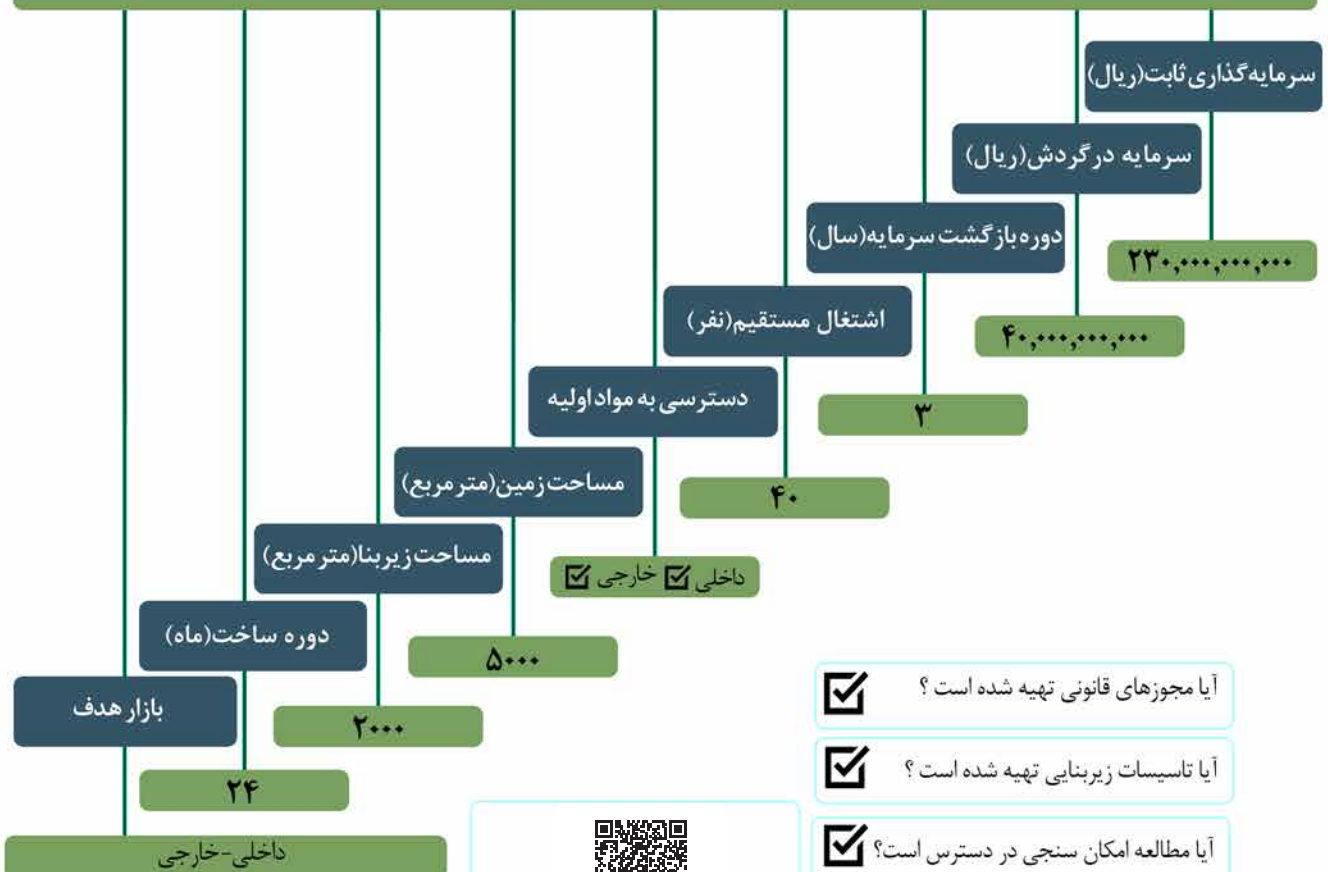 سرمایه‌گذاری ثابت(ریال)
۲۳۰,۰۰۰,۰۰۰,۰۰۰
سرمایه در گردش(ریال)
۴۰,۰۰۰,۰۰۰,۰۰۰
دوره بازگشت سرمایه(سال)
۳
اشتغال مستقیم(نفر)
۴۰
دسترسی به مواد اولیه
داخلی ☑ خارجی ☑
مساحت زمین(متر مربع)
۵۰۰۰
مساحت زیربنا(متر مربع)
۲۰۰۰
دوره ساخت(ماه)
۲۴
بازار هدف
داخلی-خارجی
آیا مجوزهای قانونی تهیه شده است ؟ ☑
آیا تاسیسات زیربنایی تهیه شده است ؟ ☑
آیا مطالعه امکان سنجی در دسترس است؟ ☑